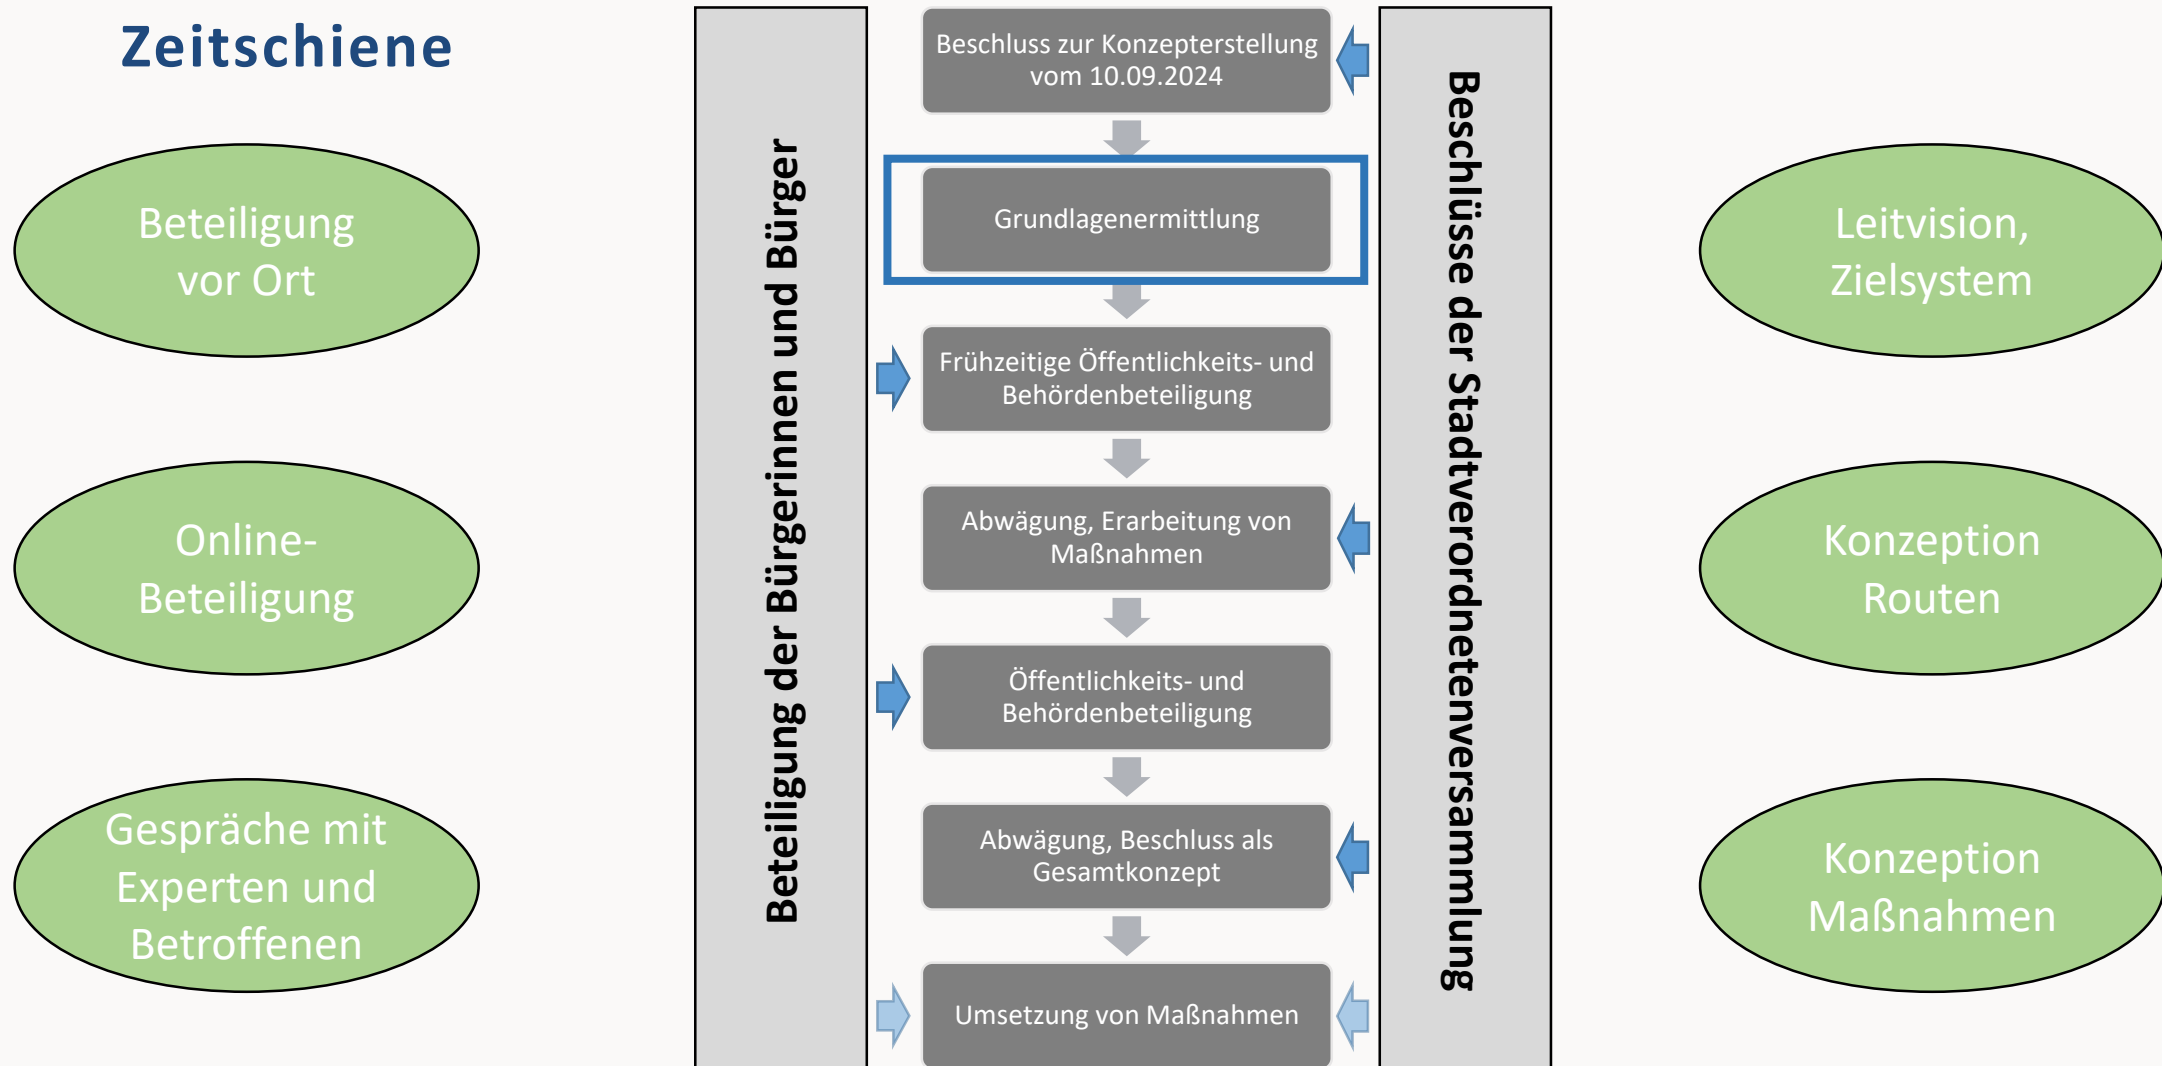 Zeitschiene
Beteiligung
vor Ort
Online-
Beteiligung
Gespräche mit
Experten und
Betroffenen
Beteiligung der Bürgerinnen und Bürger
Beschluss zur Konzepterstellung
vom 10.09.2024
Grundlagenermittlung
Frühzeitige Öffentlichkeits- und
Behördenbeteiligung
Abwägung, Erarbeitung von
Maßnahmen
Öffentlichkeits- und
Behördenbeteiligung
Abwägung, Beschluss als
Gesamtkonzept
Umsetzung von Maßnahmen
Beschlüsse der Stadtverordnetenversammlung
Leitvision,
Zielsystem
Konzeption
Routen
Konzeption
Maßnahmen